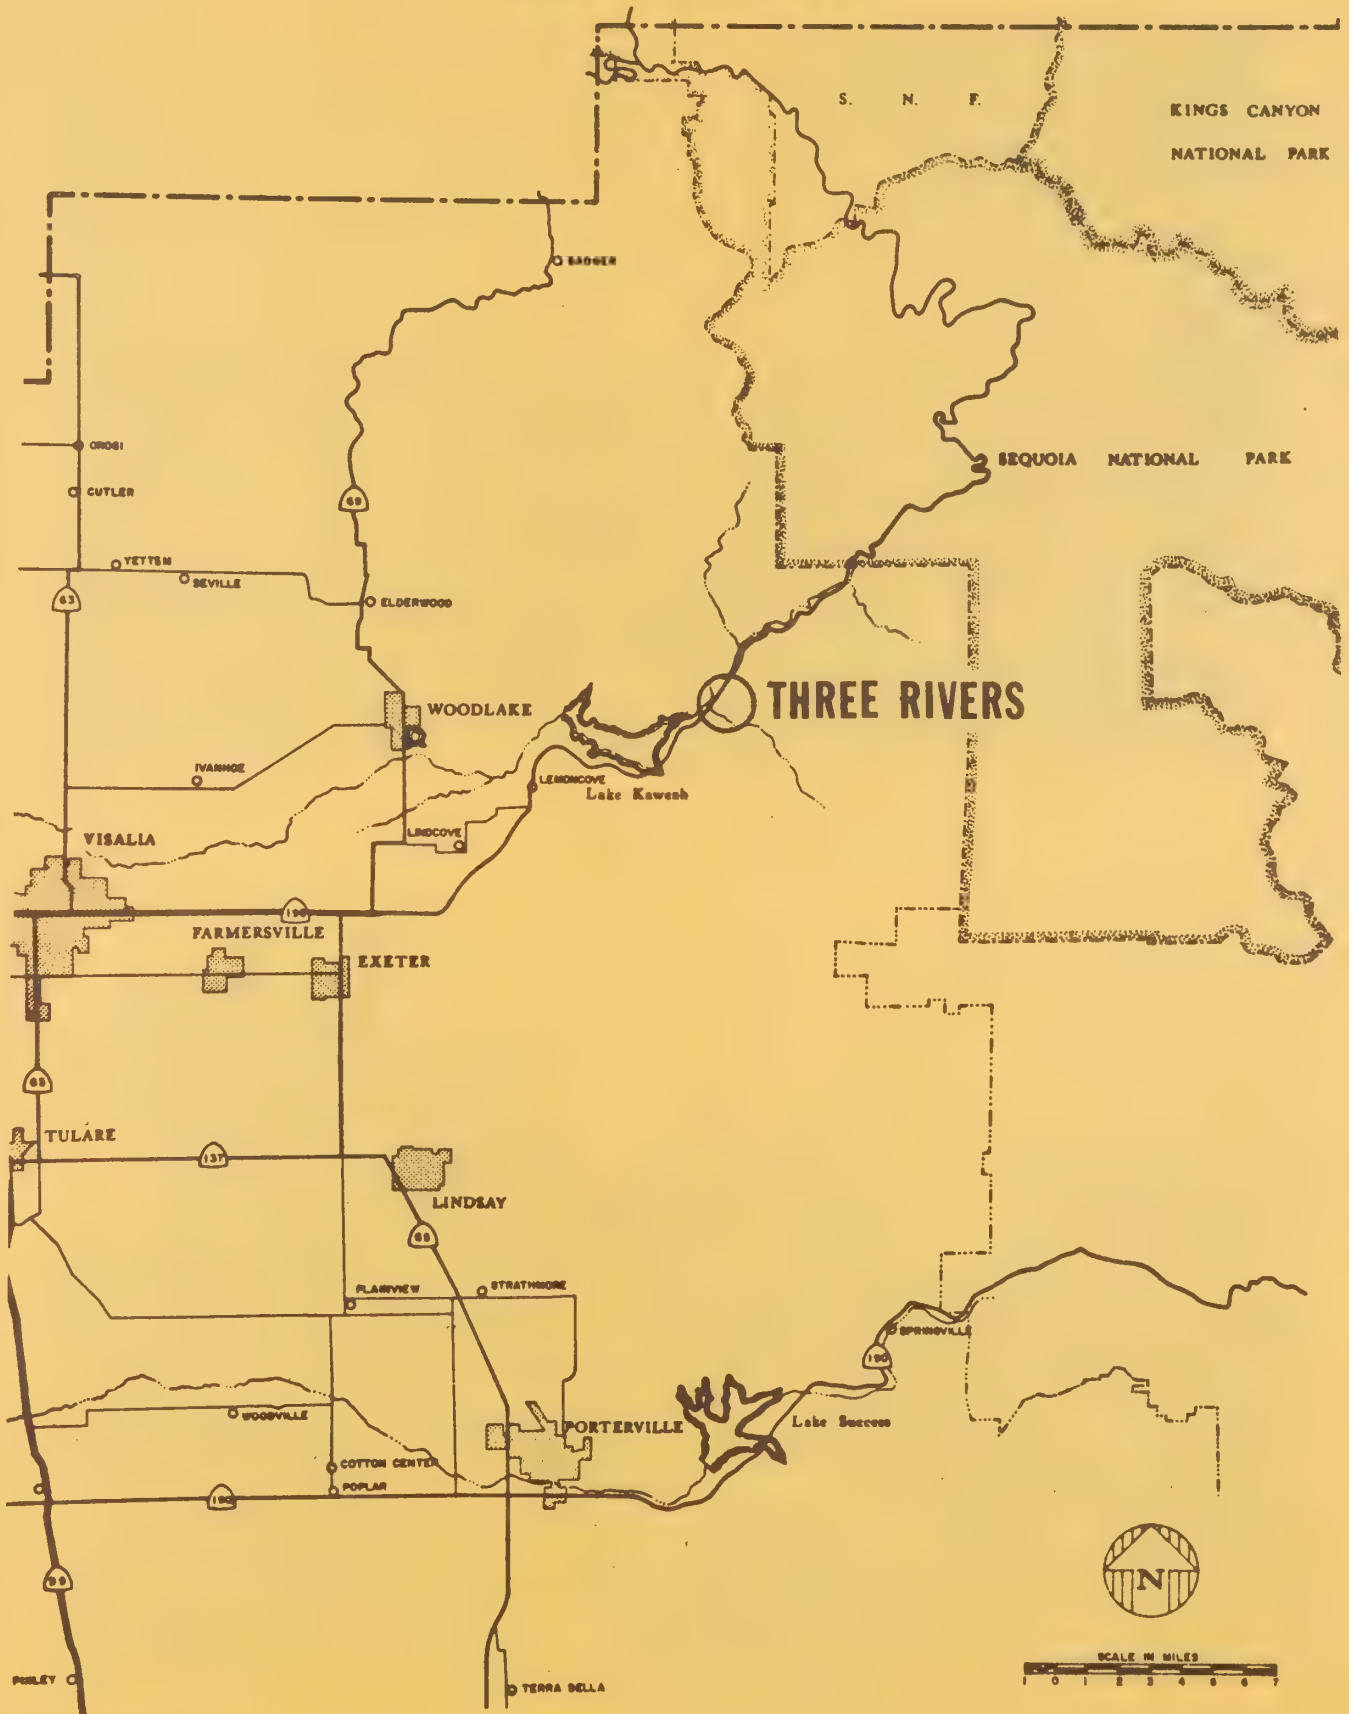 S. N. F.
KINGS CANYON
NATIONAL PARK
BADGER
OROSI
CUTLER
SEQUOIA NATIONAL PARK
69
YETTEM
SEVILLE
63
ELDERWOOD
THREE RIVERS
WOODLAKE
IVANHOE
LEMONCOVE
Lake Kaweah
VISALIA
LINDCOVE
198
FARMERSVILLE
EXETER
63
TULARE
137
LINDSAY
65
PLAINVIEW
STRATHMORE
SPRINGVILLE
190
WOODVILLE
PORTERVILLE
Lake Success
COTTON CENTER
POPLAR
190
99
N
SCALE IN MILES
1 0 1 2 3 4 5 6 7
PIXLEY
TERRA BELLA